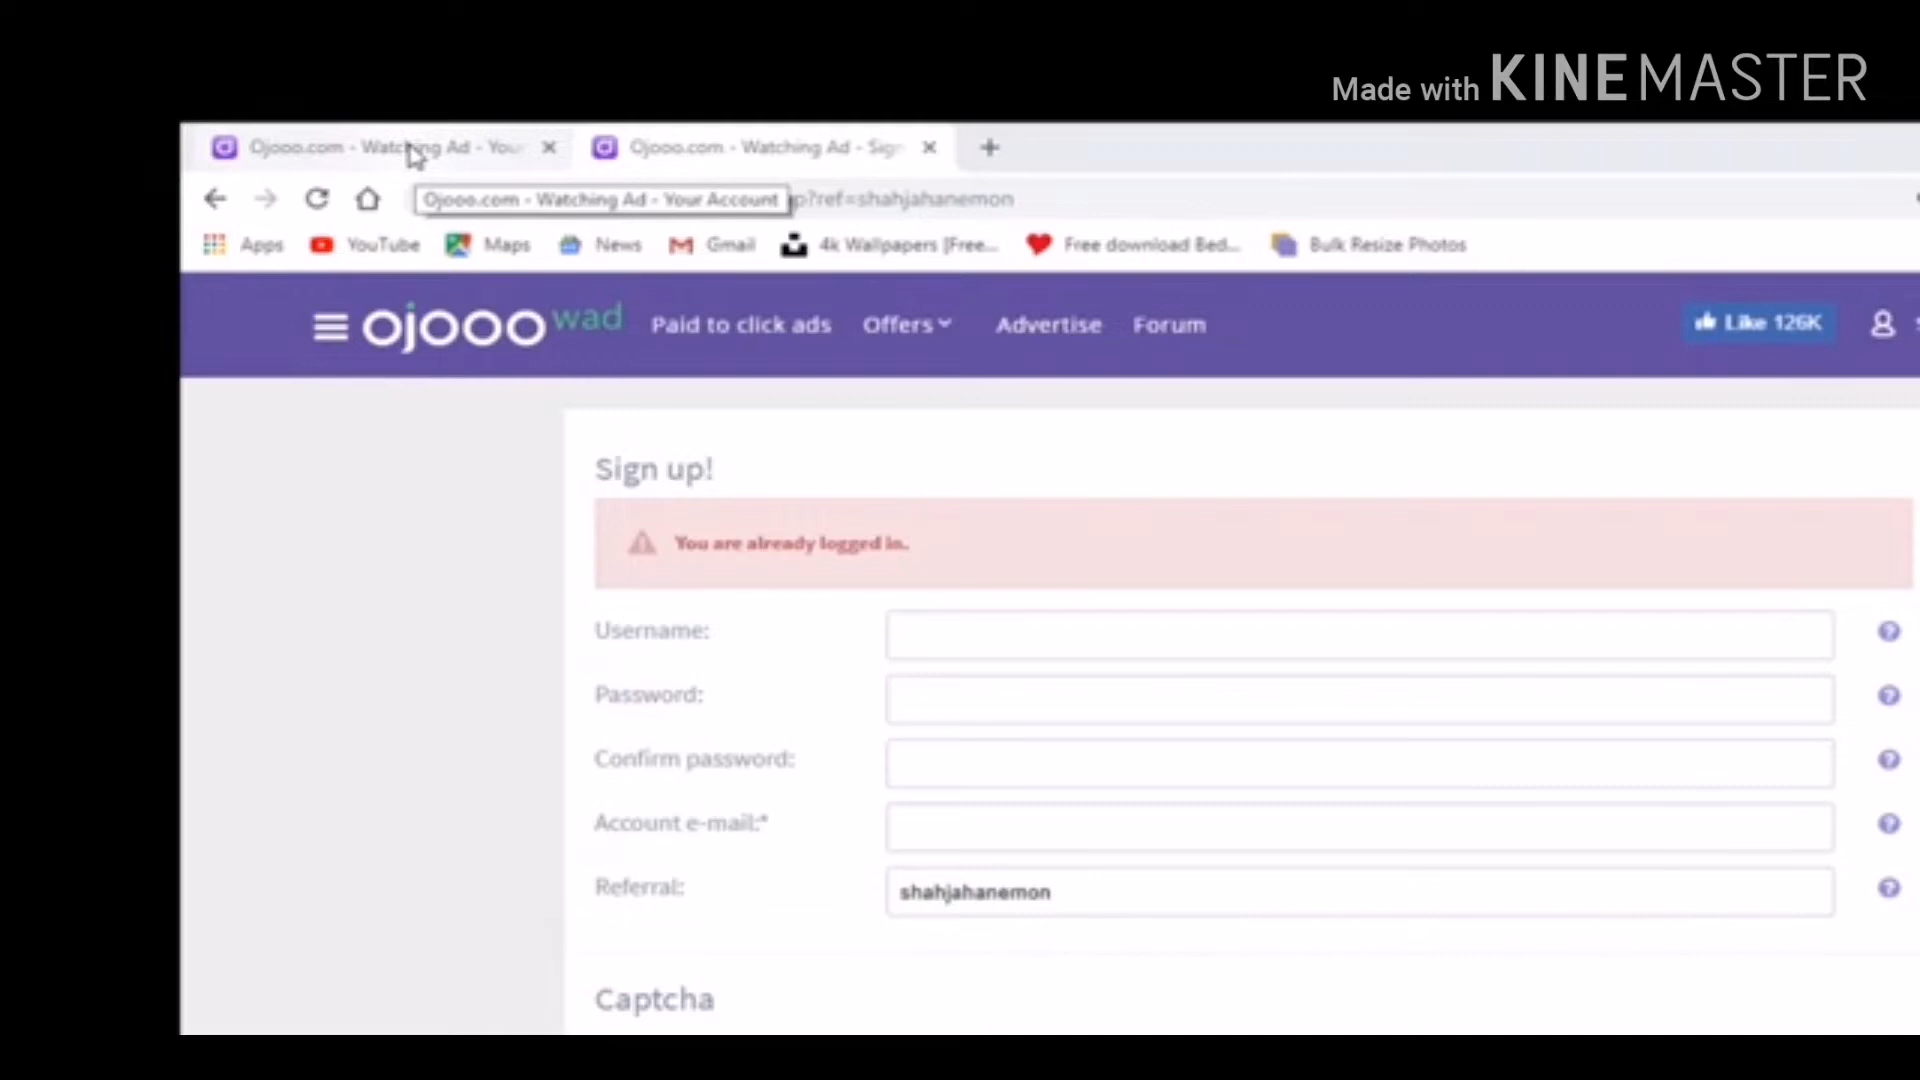 Made with KINEMASTER
Ojooo.com - Watching Ad - Your
Ojooo.com - Watching Ad - Sig
Ojooo.com - Watching Ad - Your Account
p?ref=shahjahanemon
Apps
YouTube
Maps
News
Gmail
4k Wallpapers [Free...
Free download Bed...
Bulk Resize Photos
ojooo wad
Paid to click ads
Offers
Advertise
Forum
Like 126K
Sign up!
You are already logged in.
Username:
Password:
Confirm password:
Account e-mail:*
Referral:
shahjahanemon
Captcha